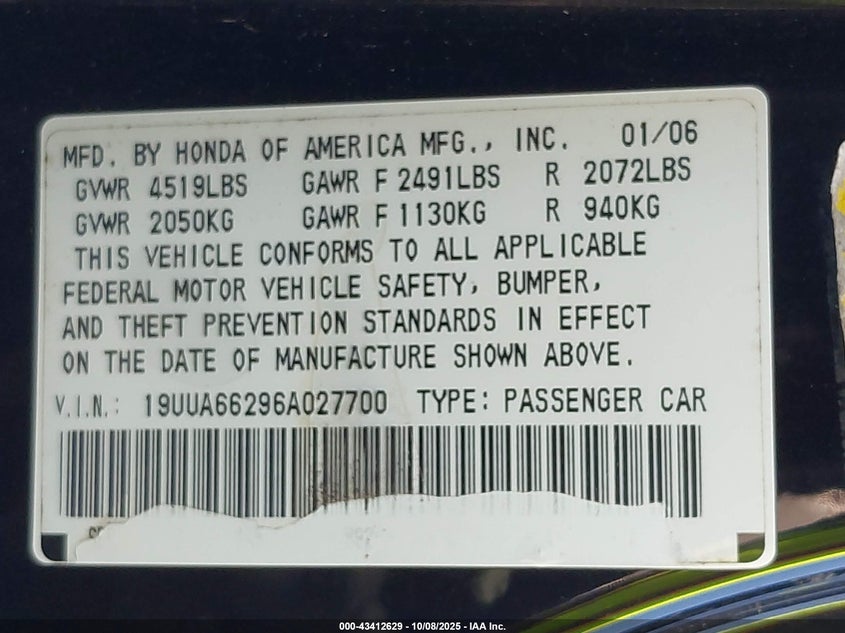 MFD. BY HONDA OF AMERICA MFG., INC. 01/06
GVWR 4519LBS GAWR F 2491LBS R 2072LBS
GVWR 2050KG GAWR F 1130KG R 940KG
THIS VEHICLE CONFORMS TO ALL APPLICABLE
FEDERAL MOTOR VEHICLE SAFETY, BUMPER,
AND THEFT PREVENTION STANDARDS IN EFFECT
ON THE DATE OF MANUFACTURE SHOWN ABOVE.
V.I.N.: 19UUA66296A027700 TYPE: PASSENGER CAR
000-43412629 - 10/08/2025 - IAA Inc.